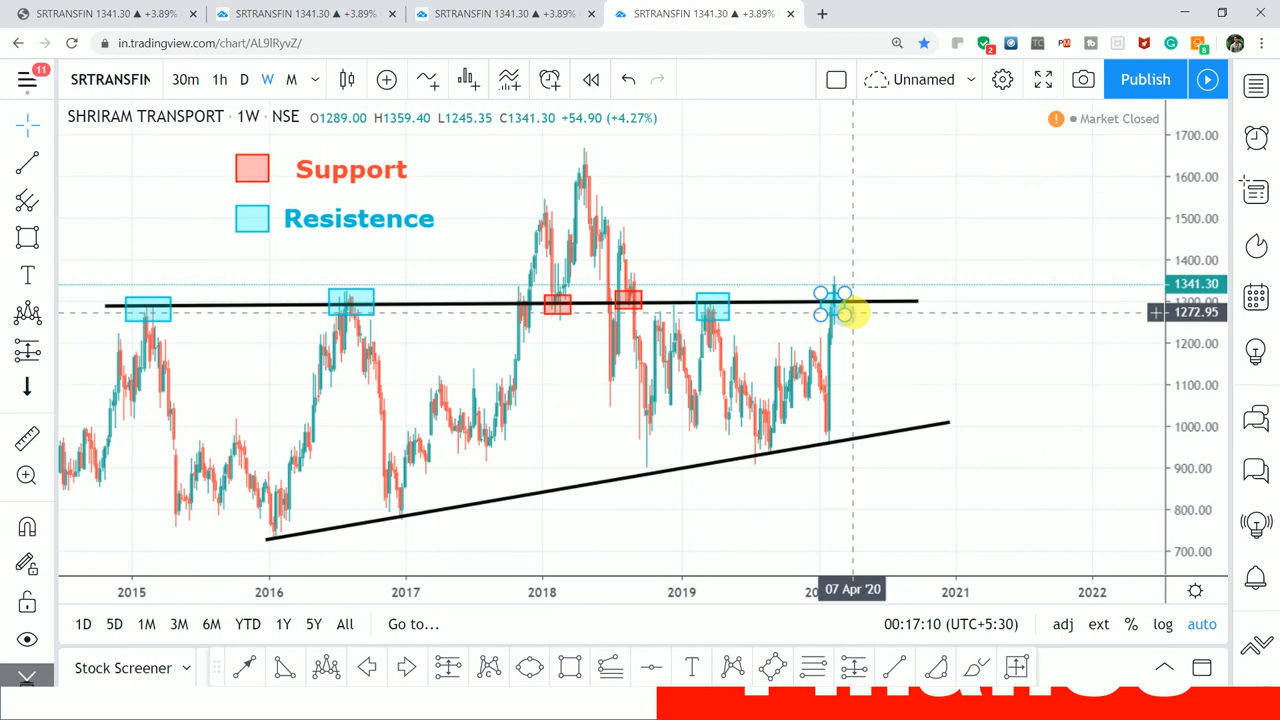 SRTRANSFIN 1341.30 ▲ +3.89%
SRTRANSFIN 1341.30 ▲ +3.89%
SRTRANSFIN 1341.30 ▲ +3.89%
SRTRANSFIN 1341.30 ▲ +3.89%
in.tradingview.com/chart/AL9lRyvZ/
11
SRTRANSFIN 30m 1h D W M Unnamed Publish
SHRIRAM TRANSPORT · 1W · NSE O1289.00 H1359.40 L1245.35 C1341.30 +54.90 (+4.27%)
Market Closed
Support
Resistence
1700.00
1600.00
1500.00
1400.00
1341.30
1300.00
1272.95
1200.00
1100.00
1000.00
900.00
800.00
700.00
2015 2016 2017 2018 2019 07 Apr '20 2021 2022
1D 5D 1M 3M 6M YTD 1Y 5Y All Go to... 00:17:10 (UTC+5:30) adj ext % log auto
Stock Screener